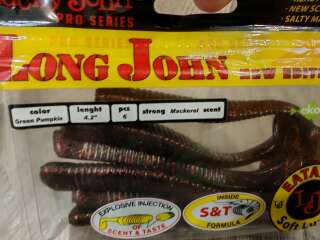 PRO SERIES
- NEW SC
- SALTY M
LONG JOHN
color
Green Pumpkin
lenght
4.2"
pcs
6
strong Mackerel scent
EXPLOSIVE INJECTION
OF
SCENT & TASTE
INSIDE
S&T
FORMULA
EATA
LJ
Soft Lu